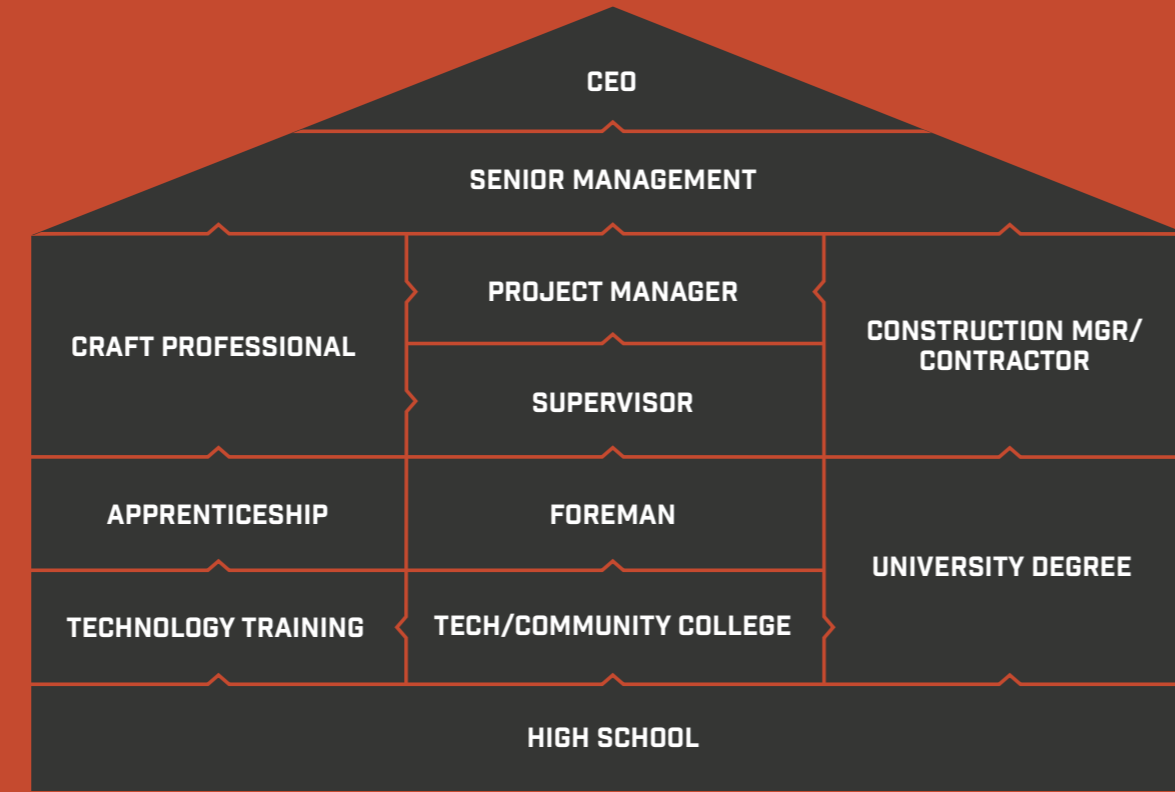 CEO
SENIOR MANAGEMENT
PROJECT MANAGER
CRAFT PROFESSIONAL
CONSTRUCTION MGR/
CONTRACTOR
SUPERVISOR
APPRENTICESHIP
FOREMAN
UNIVERSITY DEGREE
TECHNOLOGY TRAINING
TECH/COMMUNITY COLLEGE
HIGH SCHOOL